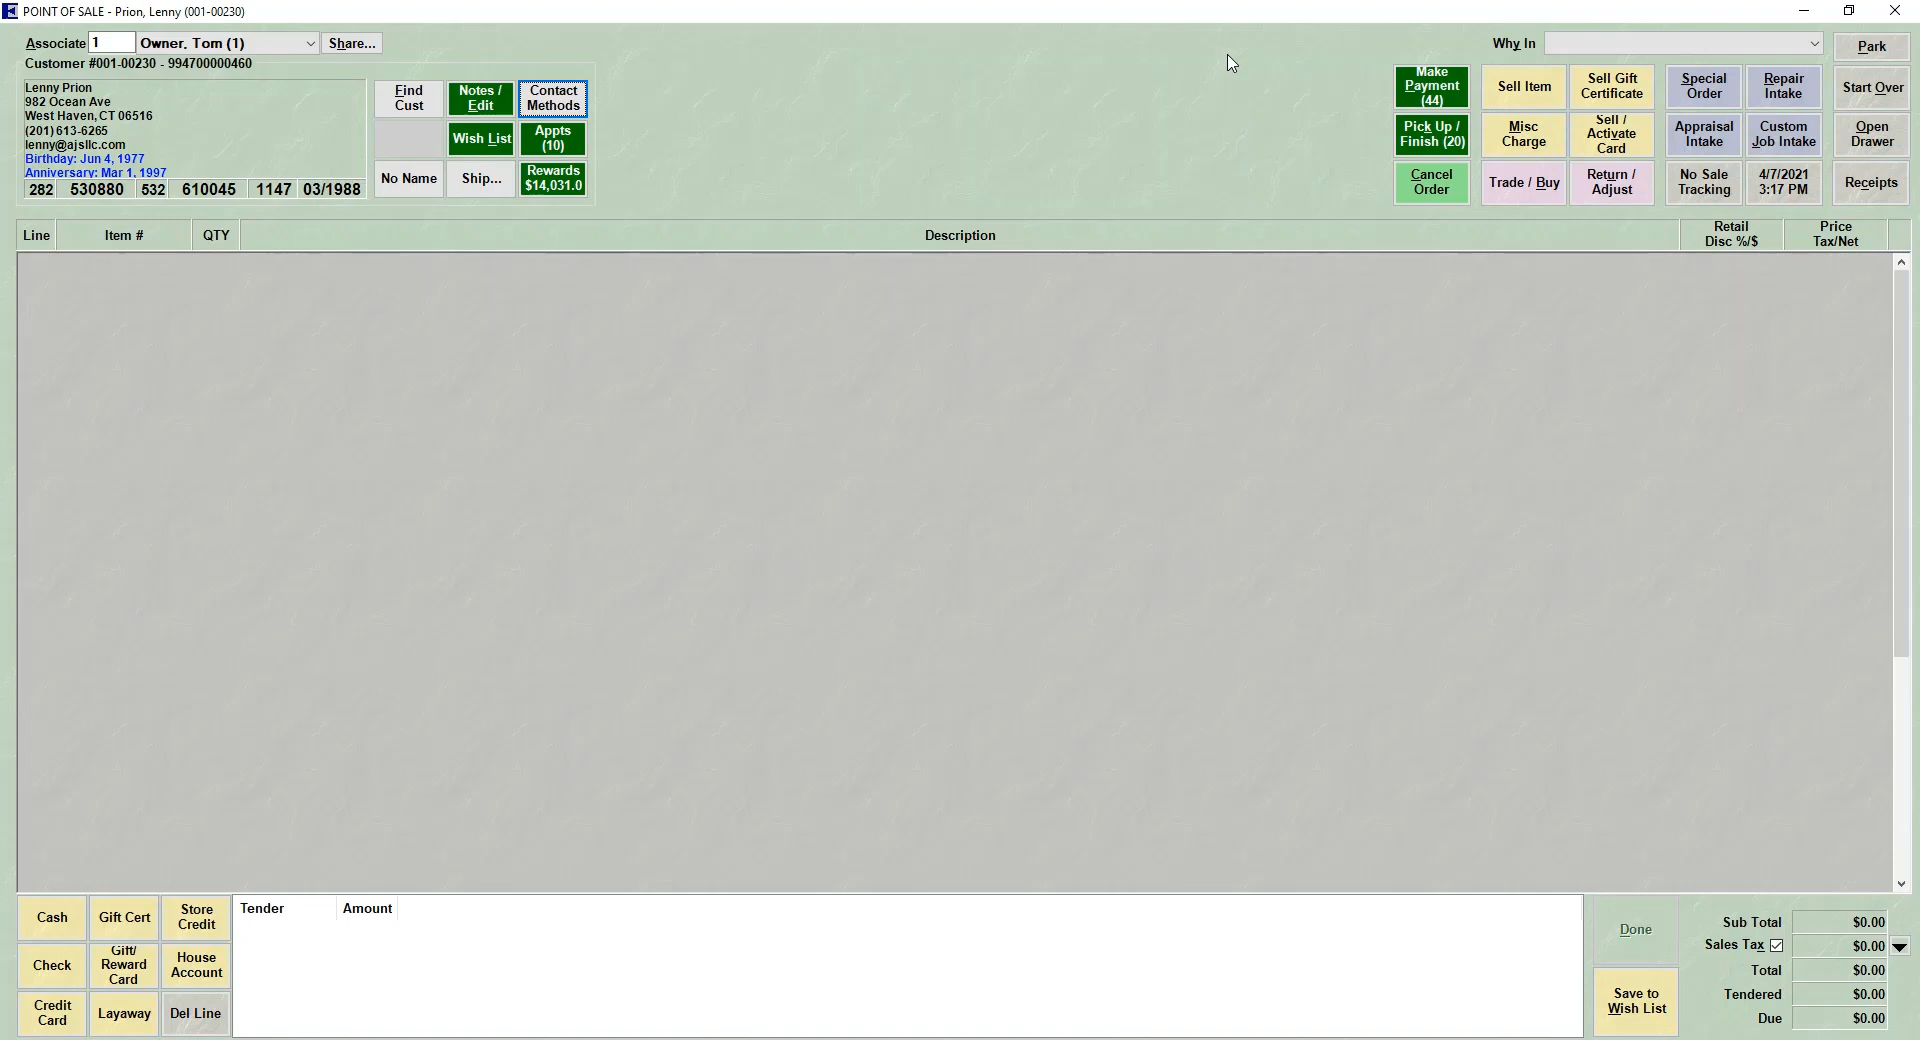 POINT OF SALE - Prion, Lenny (001-00230)
Associate 1 Owner, Tom (1) Share...
Why In
Park
Customer #001-00230 - 994700000460
Lenny Prion
982 Ocean Ave
West Haven, CT 06516
(201) 613-6265
lenny@ajsllc.com
Birthday: Jun 4, 1977
Anniversary: Mar 1, 1997
282 530880 532 610045 1147 03/1988
Find
Cust
Notes /
Edit
Contact
Methods
Wish List
Appts
(10)
No Name
Ship...
Rewards
$14,031.0
Make
Payment
(44)
Sell Item
Sell Gift
Certificate
Special
Order
Repair
Intake
Start Over
Pick Up /
Finish (20)
Misc
Charge
Sell /
Activate
Card
Appraisal
Intake
Custom
Job Intake
Open
Drawer
Cancel
Order
Trade / Buy
Return /
Adjust
No Sale
Tracking
4/7/2021
3:17 PM
Receipts
Line Item # QTY Description
Retail
Disc %/$
Price
Tax/Net
Cash
Gift Cert
Store
Credit
Check
Gift/
Reward
Card
House
Account
Credit
Card
Layaway
Del Line
Tender Amount
Done
Save to
Wish List
Sub Total $0.00
Sales Tax $0.00
Total $0.00
Tendered $0.00
Due $0.00